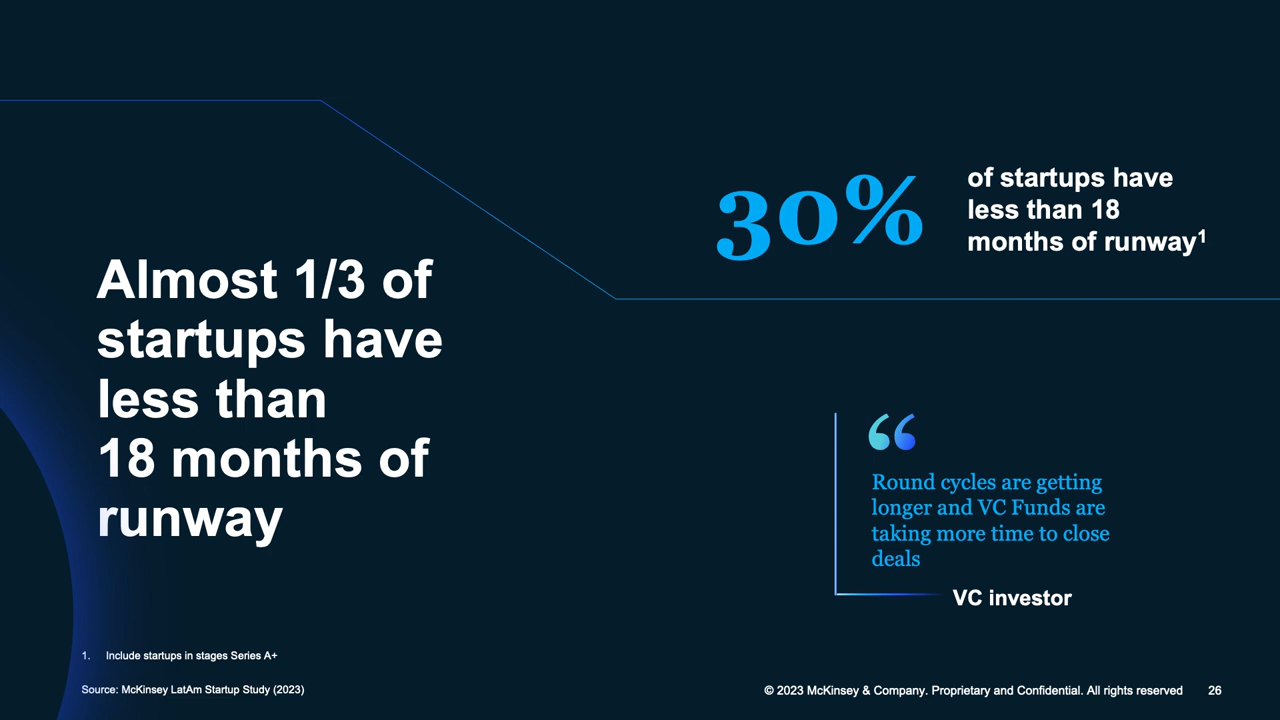 30%
of startups have
less than 18
months of runway1
Almost 1/3 of
startups have
less than
18 months of
runway
“
Round cycles are getting
longer and VC Funds are
taking more time to close
deals
VC investor
1. Include startups in stages Series A+
Source: McKinsey LatAm Startup Study (2023)
© 2023 McKinsey & Company. Proprietary and Confidential. All rights reserved 26